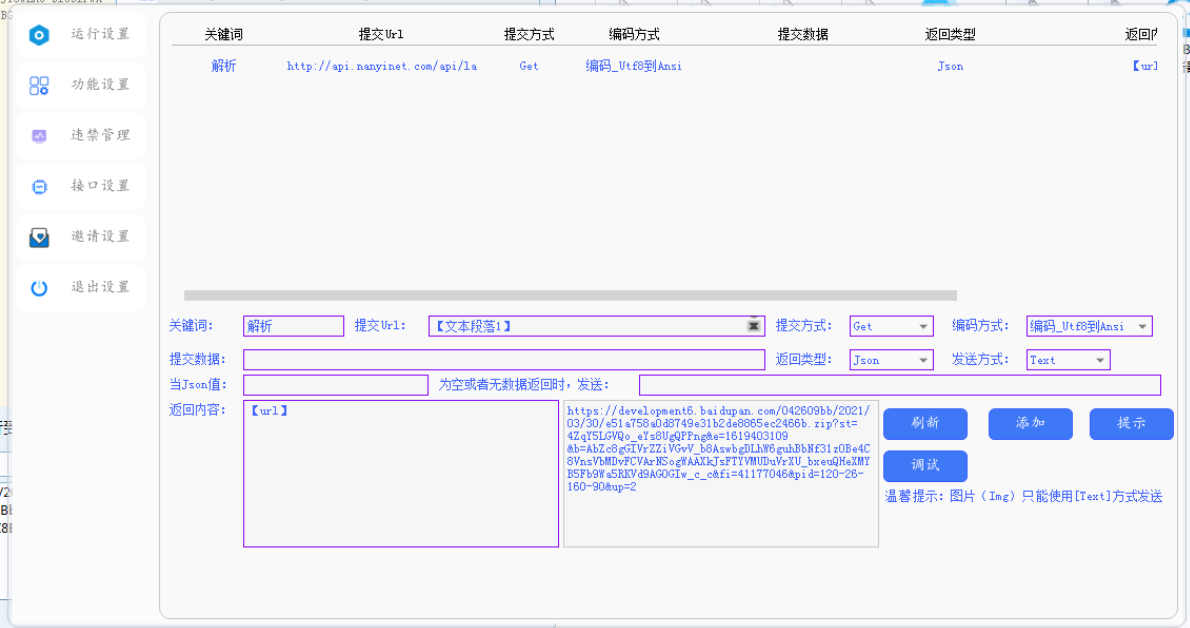 运行设置
功能设置
违禁管理
接口设置
邀请设置
退出设置
关键词 提交Url 提交方式 编码方式 提交数据 返回类型
解析 http://api.nanyinet.com/api/la Get 编码_Utf8到Ansi Json 【url
关键词: 解析 提交Url: 【文本段落1】 提交方式: Get 编码方式: 编码_Utf8到Ansi
提交数据: 返回类型: Json 发送方式: Text
当Json值: 为空或者无数据返回时，发送:
返回内容: 【url】
https://development6.baidupan.com/042609bb/2021/
03/30/e51a758a0d8749e31b2de8865ec2466b.zip?st=
4ZqY5LGVQo_eYs8UgQPPng&e=1619403109
&b=AbZc8gGIVrZZiVGvV_b8AswbgDLhW6guhBbNf31zOBe4C
8VnsVbMDvFCVArNSogWAAXkJsFTYVMUDuVrXU_bxeuQHeXMY
B5Fb9Wa5RKVd9AGOGIw_c_c&fi=41177046&pid=120-26-
160-90&up=2
刷新 添加 提示
调试
温馨提示: 图片（Img）只能使用[Text]方式发送